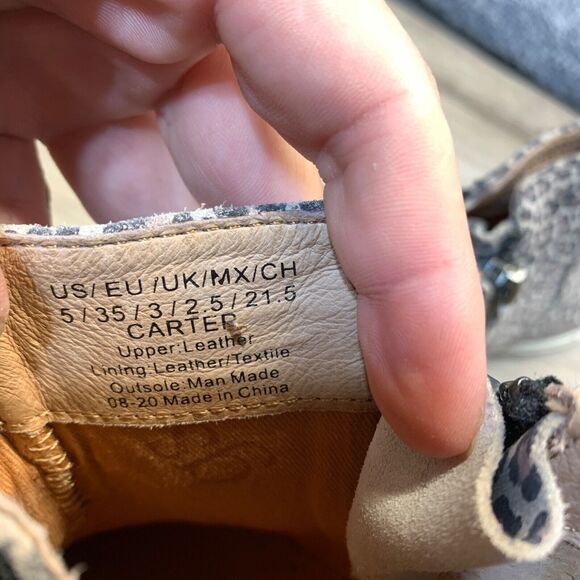 US/EU/UK/MX/CH
5/35/3/2.5/21.5
CARTER
Upper:Leather
Lining:Leather/Textile
Outsole:Man Made
08-20 Made in China